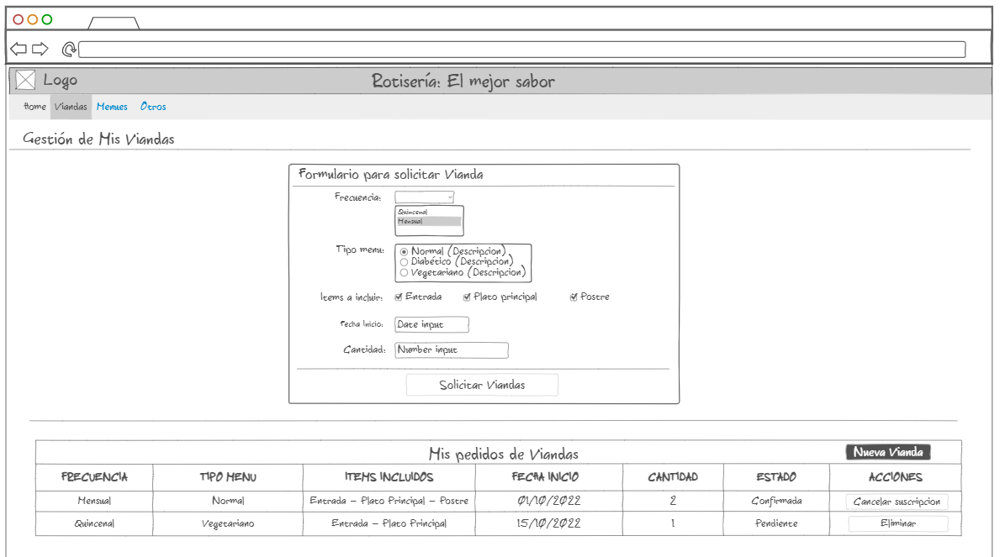 Logo
Rotisería: El mejor sabor
Home Viandas Menues Otros
Gestión de Mis Viandas
Formulario para solicitar Vianda
Frecuencia:
Quincenal
Mensual
Tipo menu:
Normal (Descripcion)
Diabético (Descripcion)
Vegetariano (Descripcion)
Items a incluir: Entrada Plato principal Postre
Fecha Inicio: Date input
Cantidad: Number input
Solicitar Viandas
Mis pedidos de Viandas Nueva Vianda
FRECUENCIA TIPO MENU ITEMS INCLUIDOS FECHA INICIO CANTIDAD ESTADO ACCIONES
Mensual Normal Entrada - Plato Principal - Postre 01/10/2022 2 Confirmada Cancelar suscripcion
Quincenal Vegetariano Entrada - Plato Principal 15/10/2022 1 Pendiente Eliminar